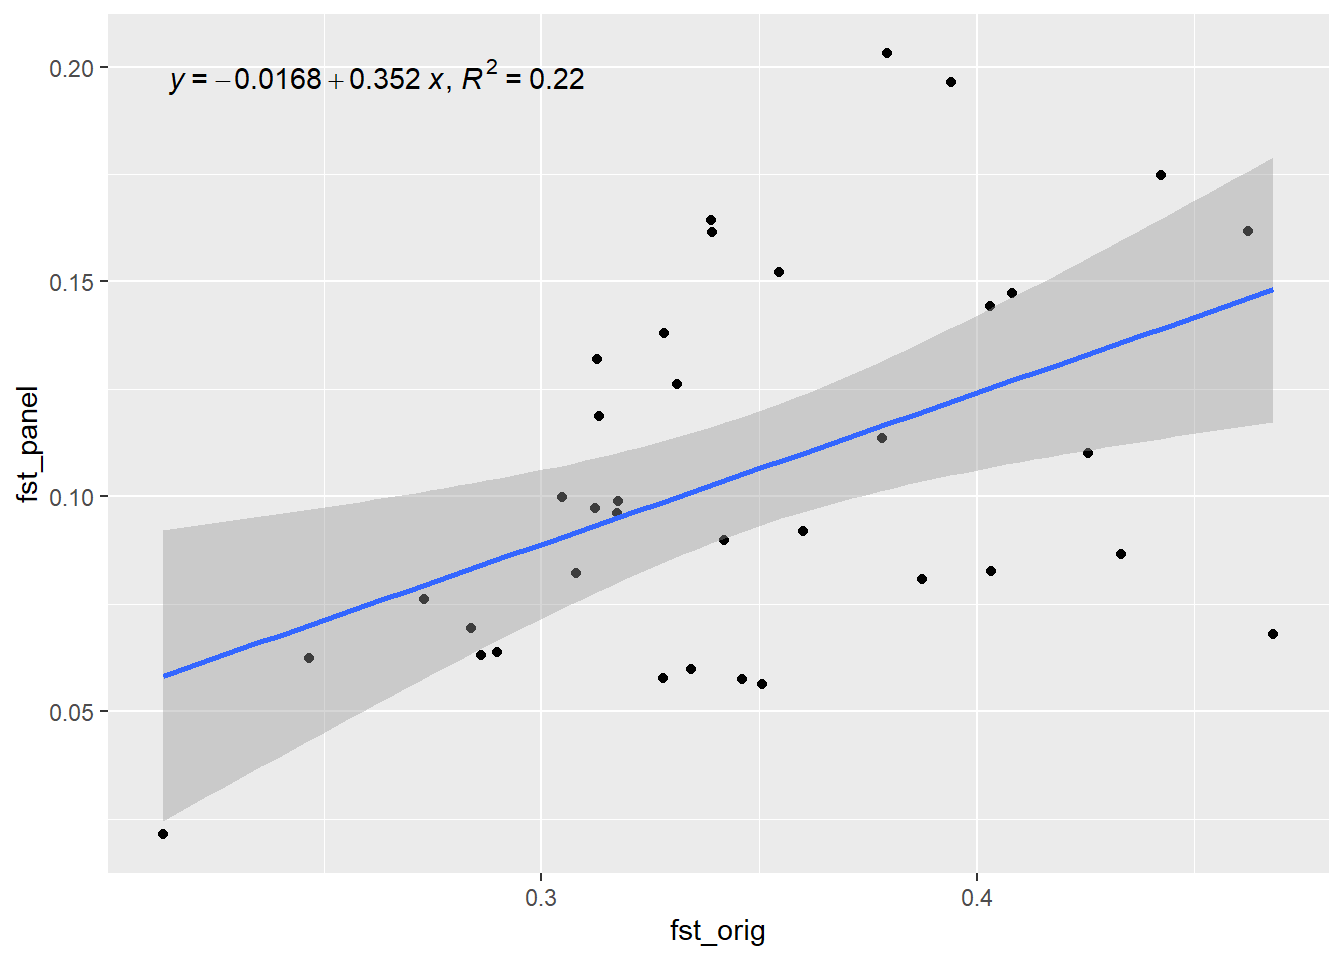 y = −0.0168 + 0.352 x, R² = 0.22
0.20
0.15
0.10
0.05
fst_panel
0.3 0.4
fst_orig